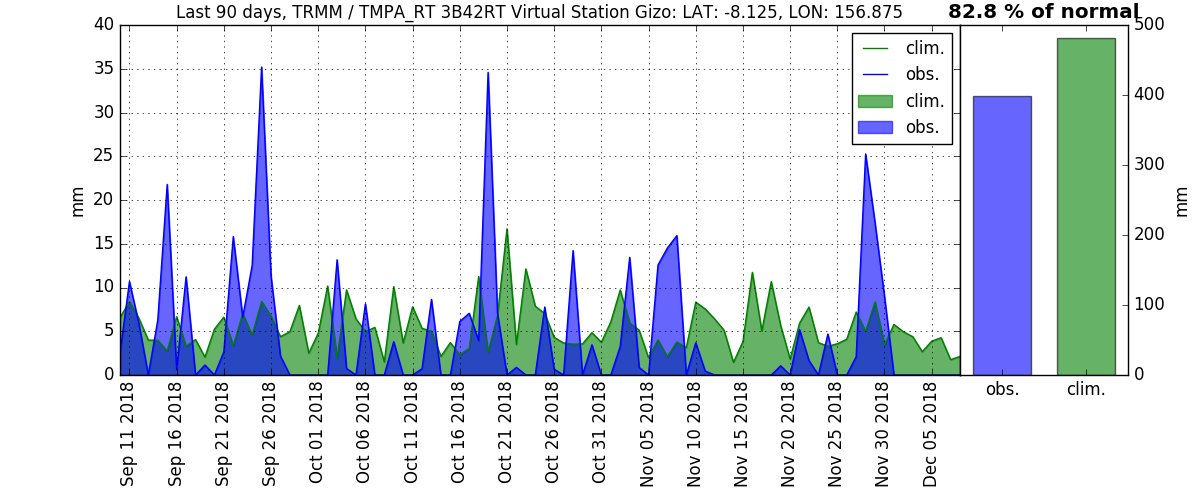 Last 90 days, TRMM / TMPA_RT 3B42RT Virtual Station Gizo: LAT: -8.125, LON: 156.875
82.8 % of normal
40
35
30
25
20
15
10
5
0
mm
clim.
obs.
clim.
obs.
500
400
300
200
100
0
mm
obs.
clim.
Sep 11 2018
Sep 16 2018
Sep 21 2018
Sep 26 2018
Oct 01 2018
Oct 06 2018
Oct 11 2018
Oct 16 2018
Oct 21 2018
Oct 26 2018
Oct 31 2018
Nov 05 2018
Nov 10 2018
Nov 15 2018
Nov 20 2018
Nov 25 2018
Nov 30 2018
Dec 05 2018